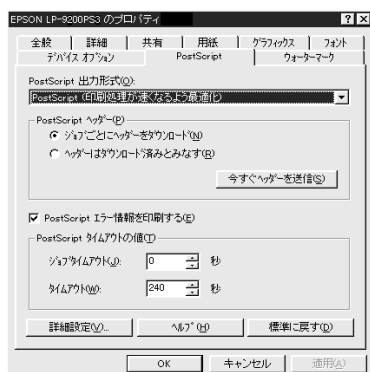 EPSON LP-9200PS3 のプロパティ
全般 詳細 共有 用紙 グラフィックス フォント
デバイス オプション PostScript ウォーターマーク
PostScript 出力形式(O):
PostScript (印刷処理が速くなるよう最適化)
PostScript ヘッダー(P)
ジョブごとにヘッダーをダウンロード(N)
ヘッダーはダウンロード済みとみなす(R)
今すぐヘッダーを送信(S)
PostScript エラー情報を印刷する(E)
PostScript タイムアウトの値(T)
ジョブタイムアウト(J): 0 秒
タイムアウト(W): 240 秒
詳細設定(V)... ヘルプ(H) 標準に戻す(D)
OK キャンセル 適用(A)